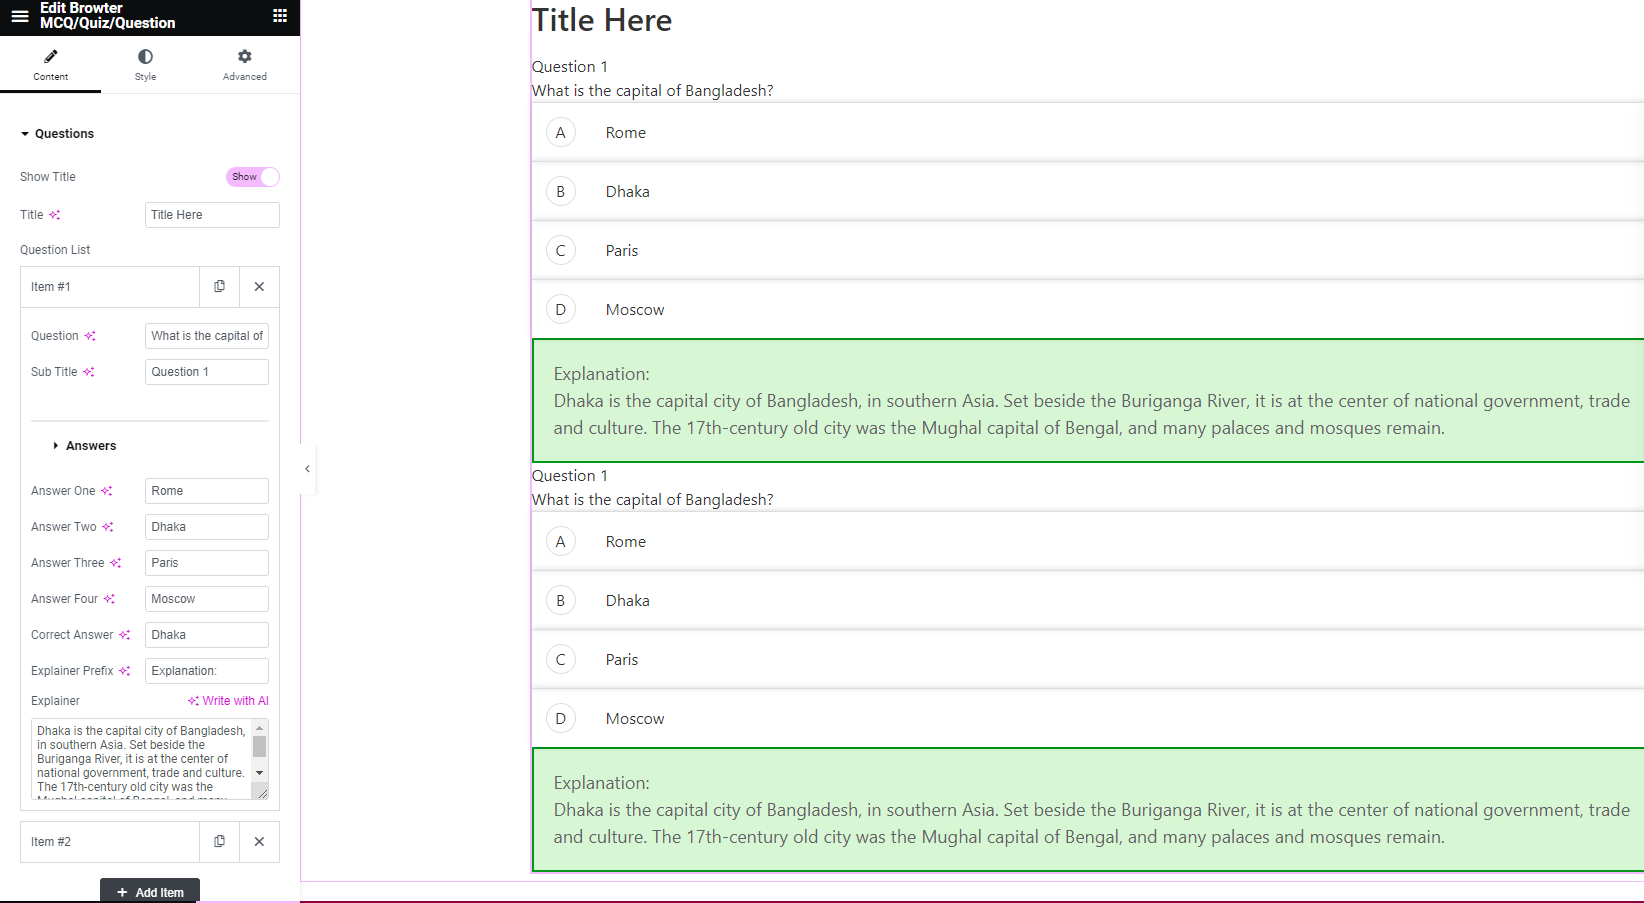 Edit Browter
MCQ/Quiz/Question
Content
Style
Advanced
Questions
Show Title
Show
Title
Title Here
Question List
Item #1
Question
What is the capital of
Sub Title
Question 1
Answers
Answer One
Rome
Answer Two
Dhaka
Answer Three
Paris
Answer Four
Moscow
Correct Answer
Dhaka
Explainer Prefix
Explanation:
Explainer
Write with AI
Dhaka is the capital city of Bangladesh,
in southern Asia. Set beside the
Buriganga River, it is at the center of
national government, trade and culture.
The 17th-century old city was the
Mughal capital of Bengal, and many
Item #2
Add Item
Title Here
Question 1
What is the capital of Bangladesh?
A
Rome
B
Dhaka
C
Paris
D
Moscow
Explanation:
Dhaka is the capital city of Bangladesh, in southern Asia. Set beside the Buriganga River, it is at the center of national government, trade
and culture. The 17th-century old city was the Mughal capital of Bengal, and many palaces and mosques remain.
Question 1
What is the capital of Bangladesh?
A
Rome
B
Dhaka
C
Paris
D
Moscow
Explanation:
Dhaka is the capital city of Bangladesh, in southern Asia. Set beside the Buriganga River, it is at the center of national government, trade
and culture. The 17th-century old city was the Mughal capital of Bengal, and many palaces and mosques remain.